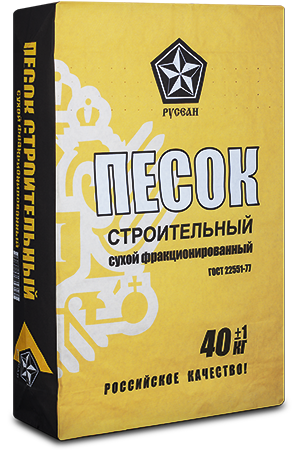 РУСЕАН
ПЕСОК
СТРОИТЕЛЬНЫЙ
сухой фракционированный
ГОСТ 22551-77
40±1 КГ
РОССИЙСКОЕ КАЧЕСТВО!
ПЕСОК СТРОИТЕЛЬНЫЙ
сухой фракционированный